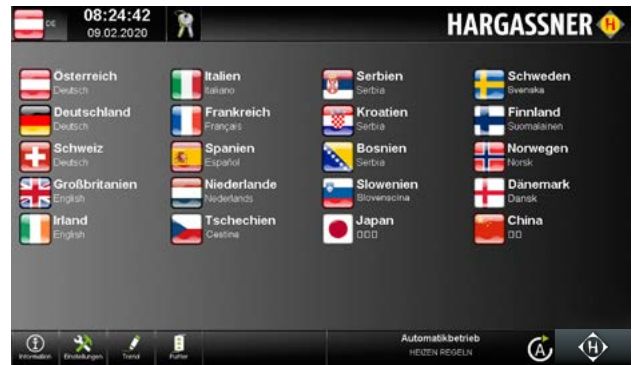 DE
08:24:42
09.02.2020
HARGASSNER H
Österreich
Deutsch
Deutschland
Deutsch
Schweiz
Deutsch
Großbritanien
English
Irland
English
Italien
Italiano
Frankreich
Français
Spanien
Español
Niederlande
Nederlands
Tschechien
Cestina
Serbien
Serbia
Kroatien
Serbia
Bosnien
Serbia
Slowenien
Slovenscina
Japan
□□□
Schweden
Svenska
Finnland
Suomalainen
Norwegen
Norsk
Dänemark
Dansk
China
□□
Information
Einstellungen
Trend
Puffer
Automatikbetrieb
HEIZEN REGELN
A
H